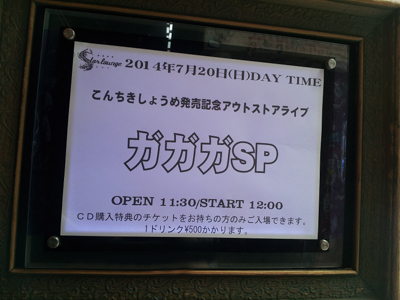 Star lounge
2014年7月20日(日)DAY TIME
こんちきしょうめ発売記念アウトストアライブ
ガガガSP
OPEN 11:30/START 12:00
CD購入特典のチケットをお持ちの方のみご入場できます。
1ドリンク¥500かかります。